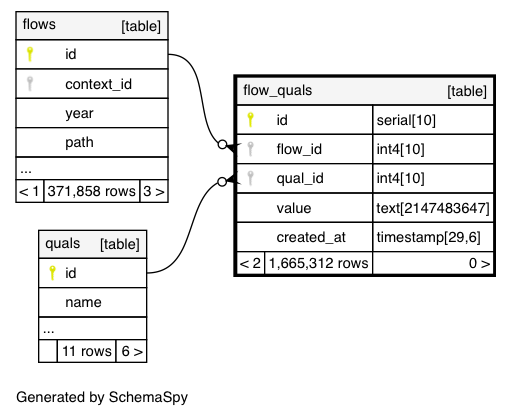 flows [table]
id
context_id
year
path
...
< 1 371,858 rows 3 >
flow_quals [table]
id serial[10]
flow_id int4[10]
qual_id int4[10]
value text[2147483647]
created_at timestamp[29,6]
< 2 1,665,312 rows 0 >
quals [table]
id
name
...
11 rows 6 >
Generated by SchemaSpy